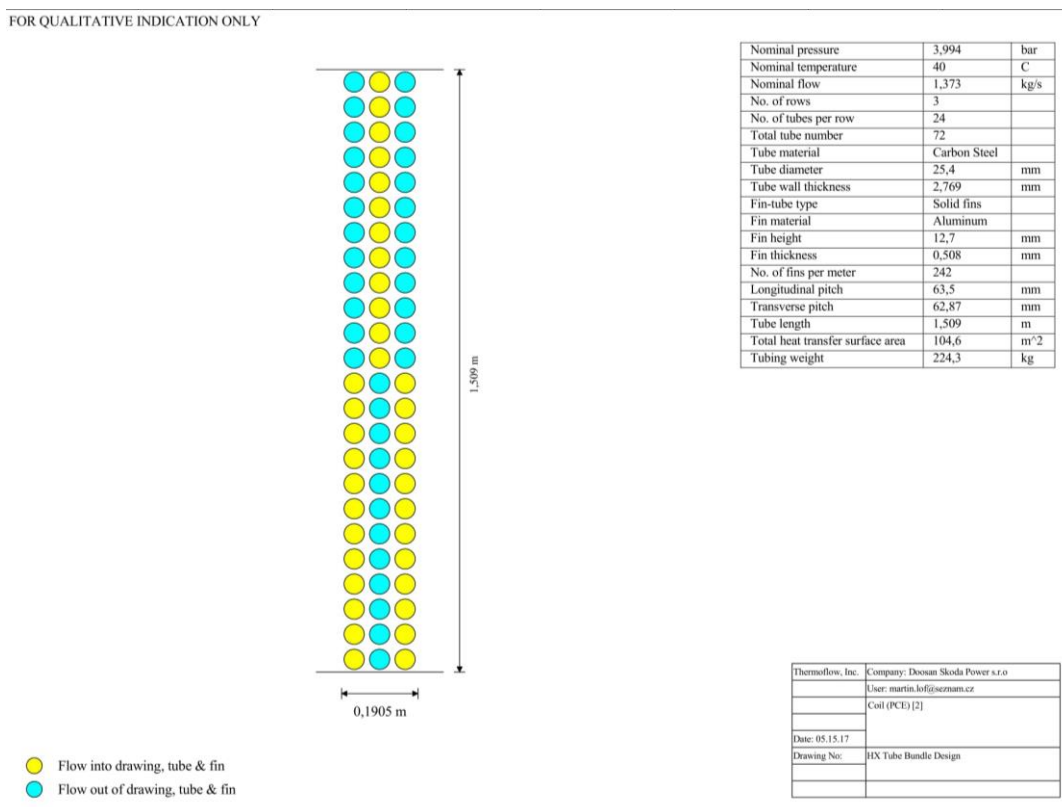 FOR QUALITATIVE INDICATION ONLY
Nominal pressure 3,994 bar
Nominal temperature 40 C
Nominal flow 1,373 kg/s
No. of rows 3
No. of tubes per row 24
Total tube number 72
Tube material Carbon Steel
Tube diameter 25,4 mm
Tube wall thickness 2,769 mm
Fin-tube type Solid fins
Fin material Aluminum
Fin height 12,7 mm
Fin thickness 0,508 mm
No. of fins per meter 242
Longitudinal pitch 63,5 mm
Transverse pitch 62,87 mm
Tube length 1,509 m
Total heat transfer surface area 104,6 m^2
Tubing weight 224,3 kg
1,509 m
0,1905 m
Flow into drawing, tube & fin
Flow out of drawing, tube & fin
Thermoflow, Inc. Company: Doosan Skoda Power s.r.o
User: martin.lof@seznam.cz
Coil (PCE) [2]
Date: 05.15.17
Drawing No: HX Tube Bundle Design